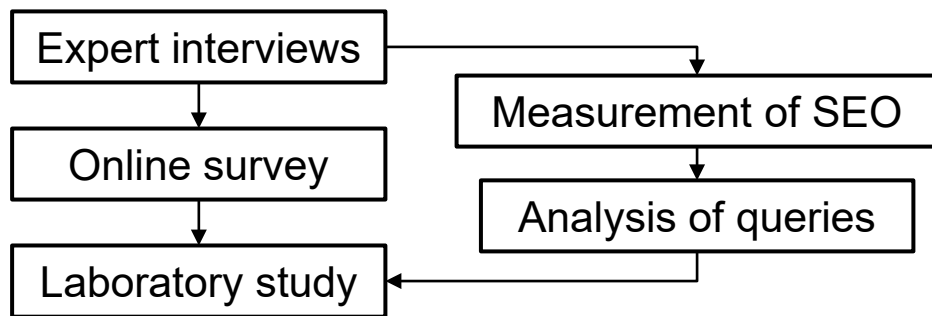 Expert interviews
Measurement of SEO
Online survey
Analysis of queries
Laboratory study